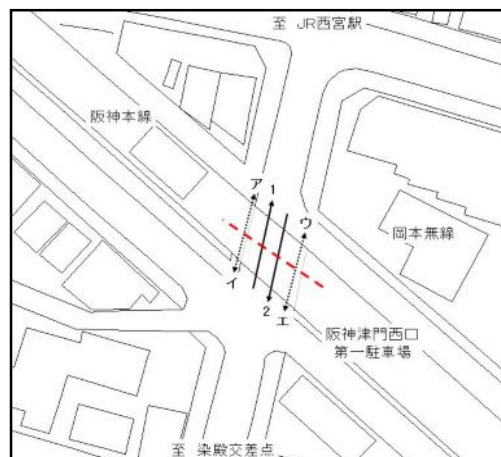 至 JR西宮駅
阪神本線
ア
1
ウ
岡本無線
イ
2
エ
阪神津門西口
第一駐車場
至 染殿交差点